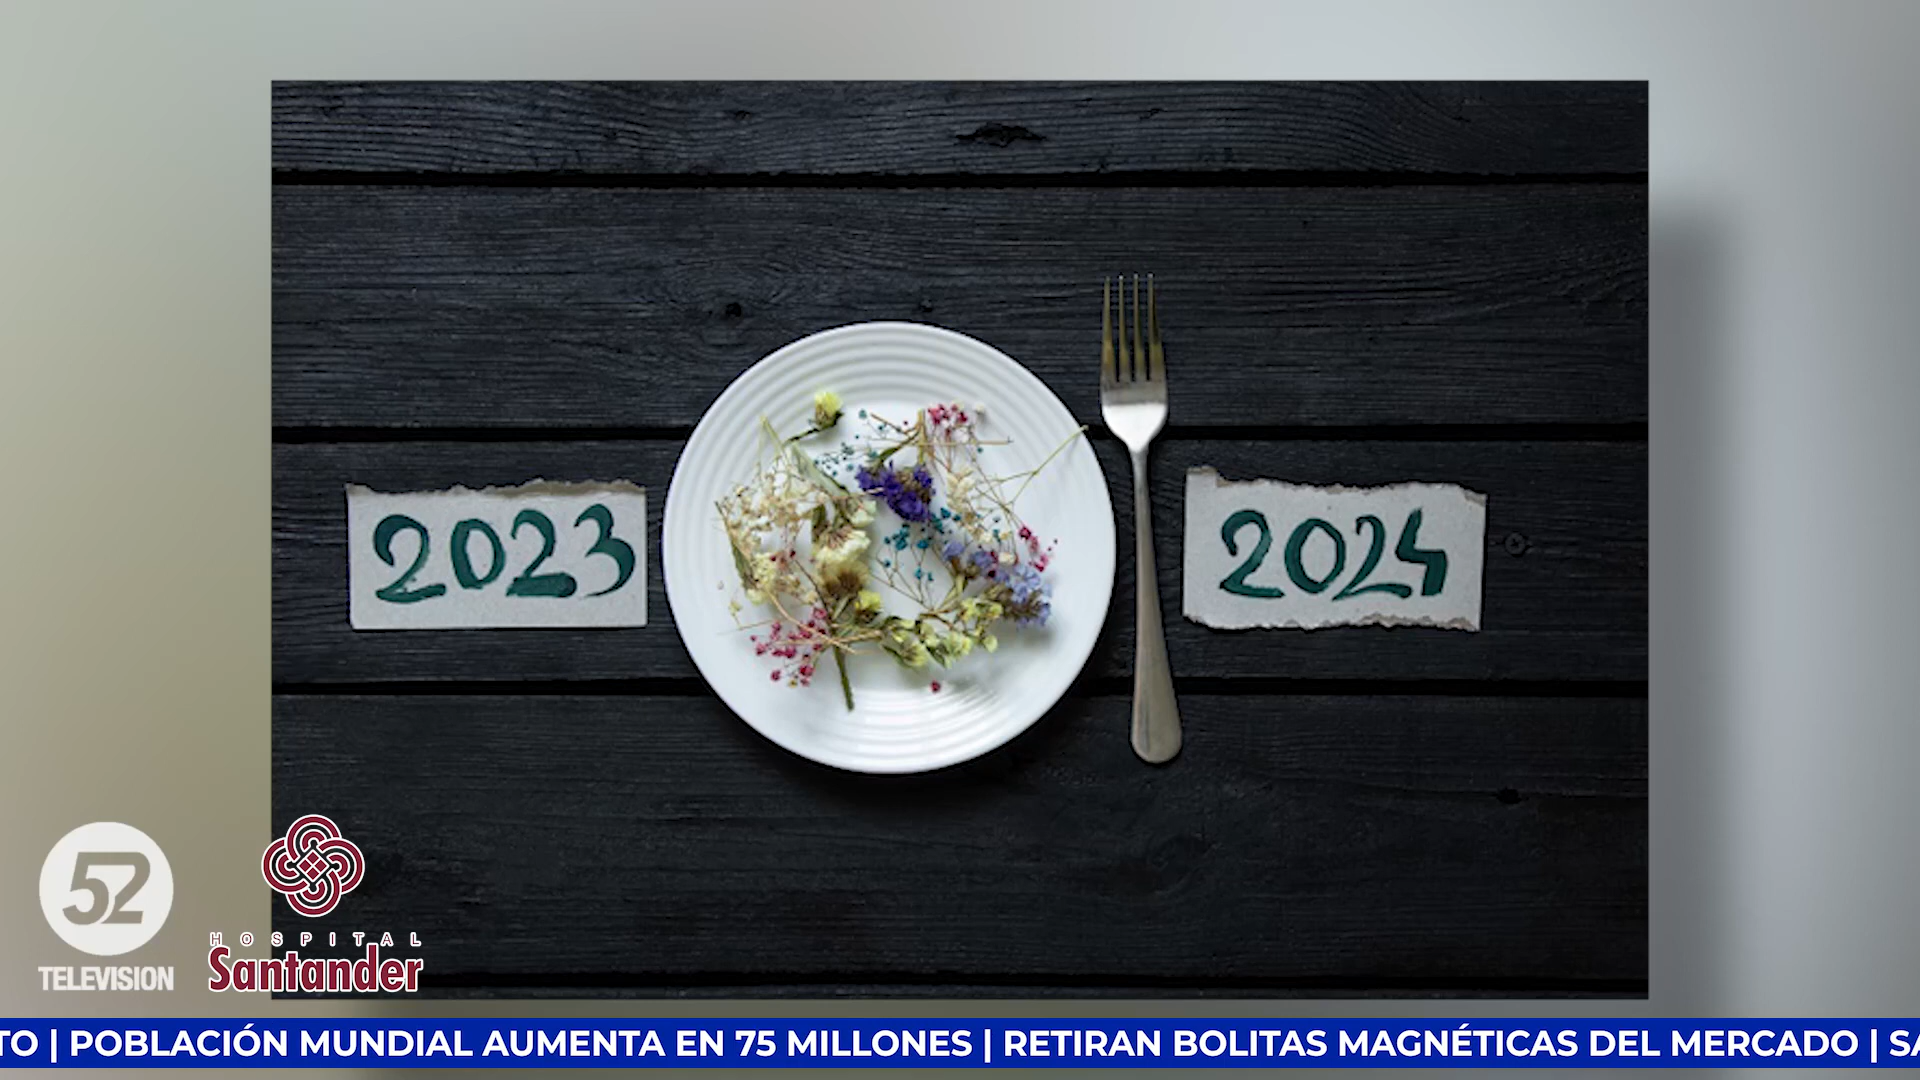 2023
2024
52
TELEVISION
HOSPITAL
Santander
TO | POBLACIÓN MUNDIAL AUMENTA EN 75 MILLONES | RETIRAN BOLITAS MAGNÉTICAS DEL MERCADO | SA